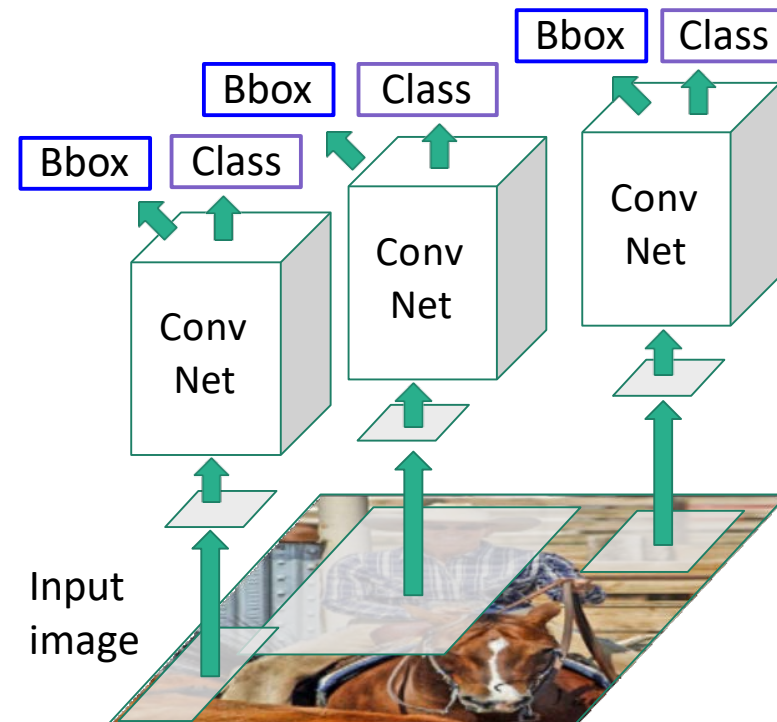 Bbox Class
Bbox Class
Bbox Class
Conv
Net
Conv
Net
Conv
Net
Input
image